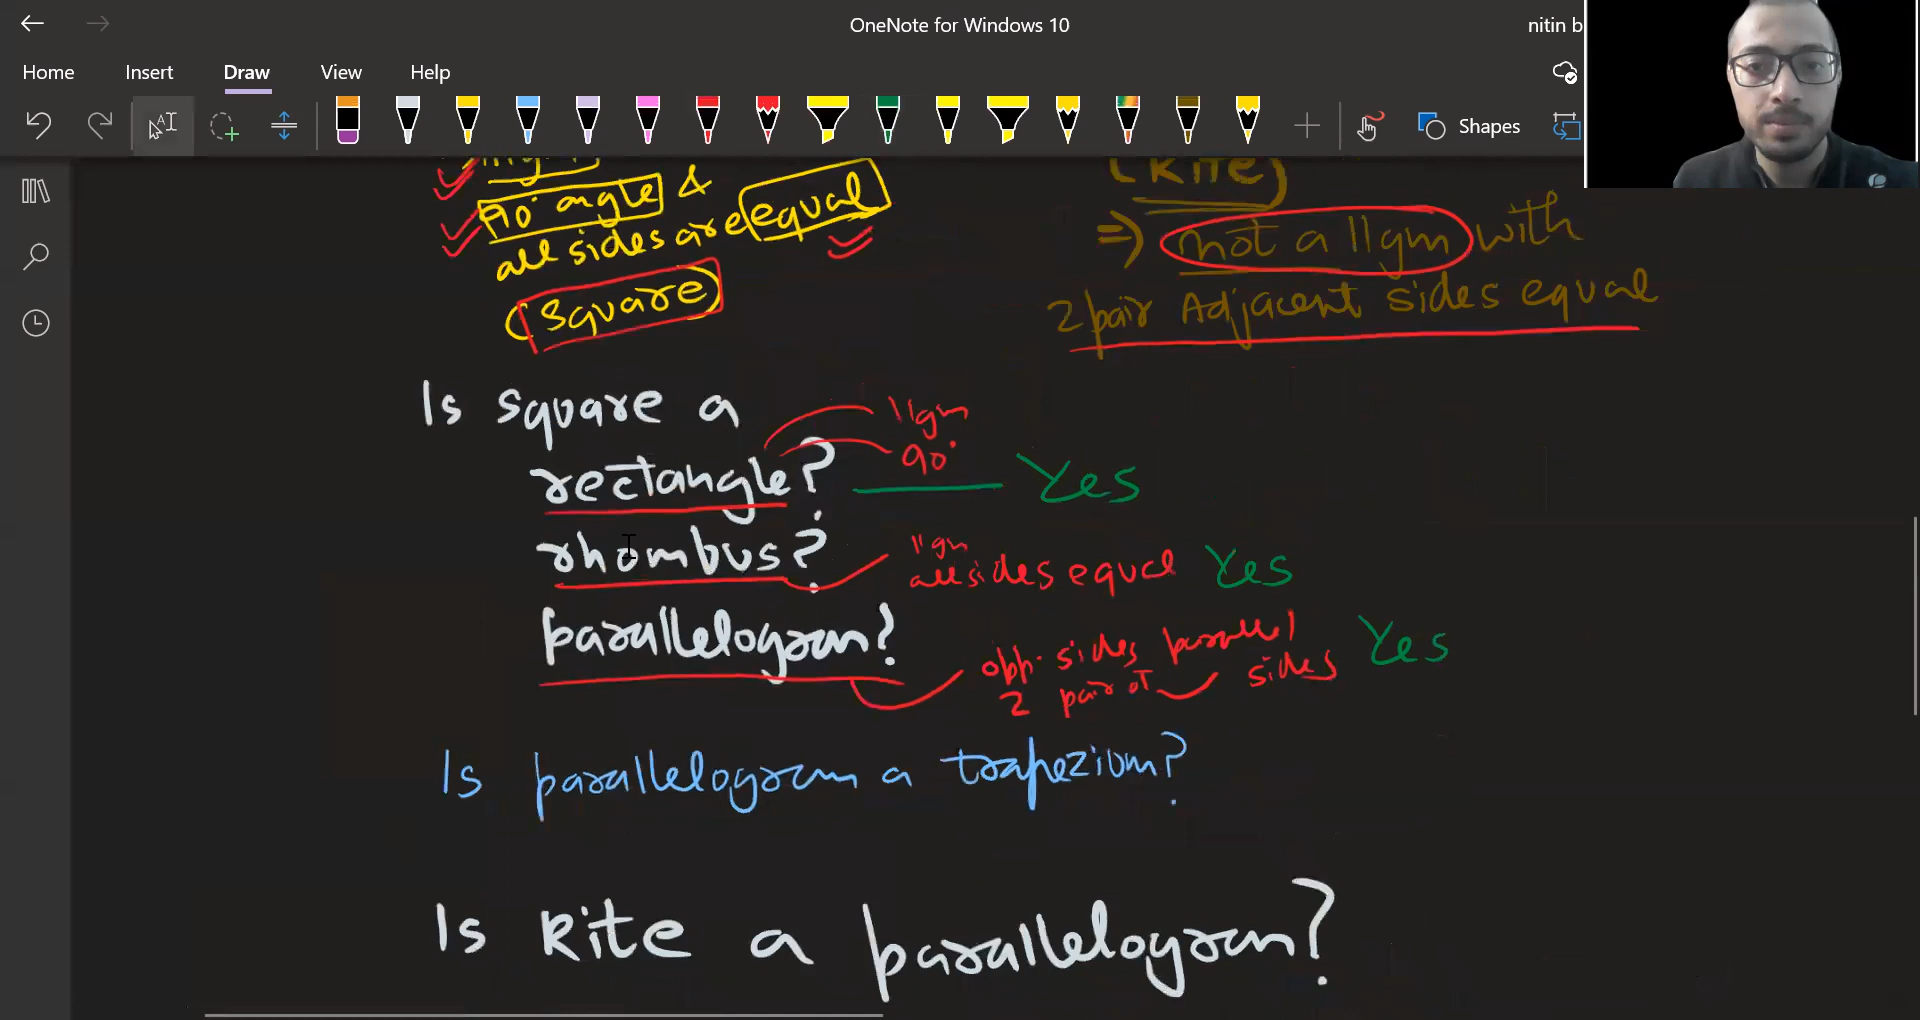 OneNote for Windows 10
nitin b
Home Insert Draw View Help
Shapes
90° angle &
all sides are equal
(square)
(Kite)
=) not a llgm with
2 pair Adjacent sides equal
Is square a
rectangle?
llgm
90°
Yes
rhombus?
llgm
all sides equal Yes
parallelogram?
opp. sides parallel
2 pair of sides
Yes
Is parallelogram a trapezium?
Is Kite a parallelogram?